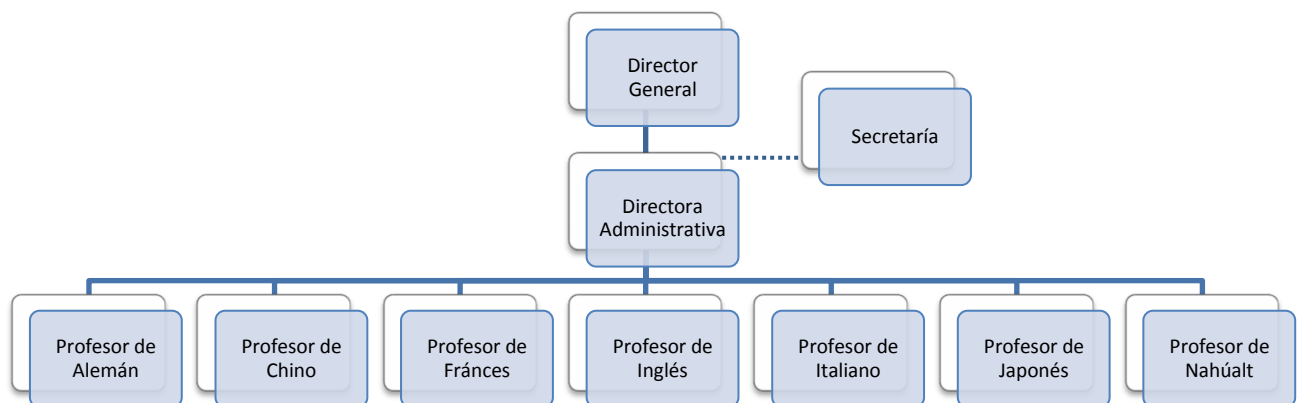 Director
General
Secretaría
Directora
Administrativa
Profesor de
Alemán
Profesor de
Chino
Profesor de
Fránces
Profesor de
Inglés
Profesor de
Italiano
Profesor de
Japonés
Profesor de
Nahúalt